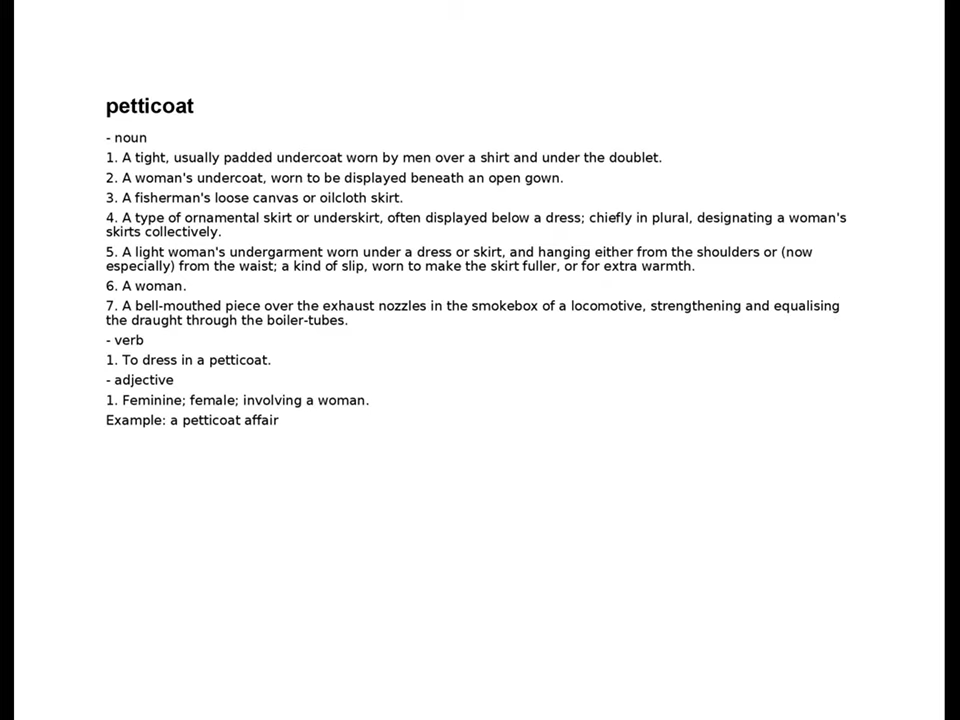 petticoat
- noun
1. A tight, usually padded undercoat worn by men over a shirt and under the doublet.
2. A woman's undercoat, worn to be displayed beneath an open gown.
3. A fisherman's loose canvas or oilcloth skirt.
4. A type of ornamental skirt or underskirt, often displayed below a dress; chiefly in plural, designating a woman's
skirts collectively.
5. A light woman's undergarment worn under a dress or skirt, and hanging either from the shoulders or (now
especially) from the waist; a kind of slip, worn to make the skirt fuller, or for extra warmth.
6. A woman.
7. A bell-mouthed piece over the exhaust nozzles in the smokebox of a locomotive, strengthening and equalising
the draught through the boiler-tubes.
- verb
1. To dress in a petticoat.
- adjective
1. Feminine; female; involving a woman.
Example: a petticoat affair